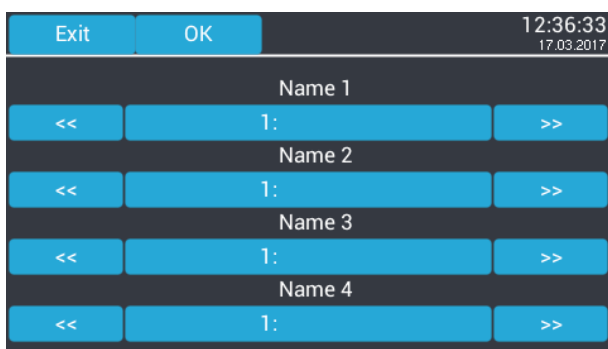 Exit OK 12:36:33
17.03.2017
Name 1
<< 1: >>
Name 2
<< 1: >>
Name 3
<< 1: >>
Name 4
<< 1: >>